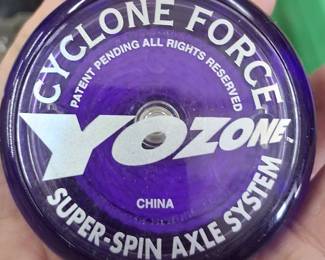 CYCLONE FORCE
PATENT PENDING ALL RIGHTS RESERVED
YOZONE
CHINA
SUPER-SPIN AXLE SYSTEM